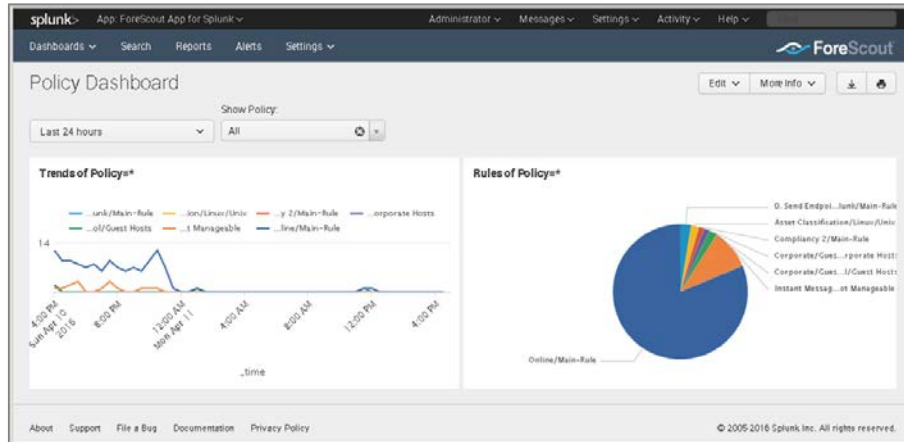 splunk> App: ForeScout App for Splunk Administrator Messages Settings Activity Help
Dashboards Search Reports Alerts Settings ForeScout
Policy Dashboard
Edit More Info
Show Policy:
Last 24 hours All
Trends of Policy=*
...unk/Main-Rule ...ion/Linux/Univ ...y 2/Main-Rule ...orporate Hosts
...ol/Guest Hosts ...t Manageable ...line/Main-Rule
14
4:00 PM
Sun Apr 10
2016
8:00 PM
12:00 AM
Mon Apr 11
4:00 AM
8:00 AM
12:00 PM
4:00 PM
_time
Rules of Policy=*
0. Send Endpoi...lunk/Main-Rule
Asset Classification/Linux/Univ
Compliancy 2/Main-Rule
Corporate/Gues...rporate Hosts
Corporate/Gues...l/Guest Hosts
Instant Messag...ot Manageable
Online/Main-Rule
About Support File a Bug Documentation Privacy Policy © 2005-2016 Splunk Inc. All rights reserved.